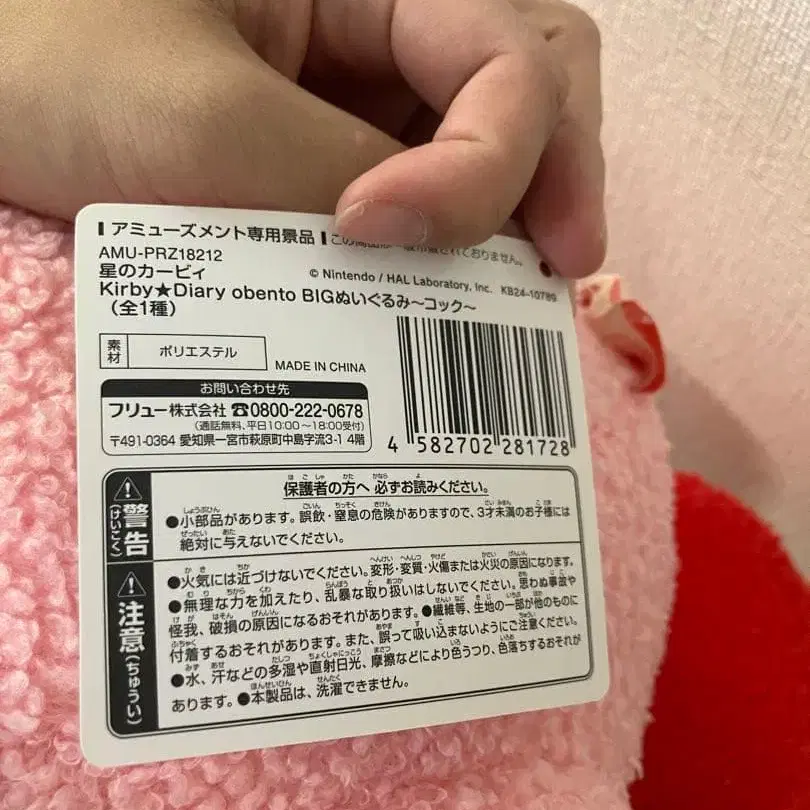 アミューズメント専用景品
AMU-PRZ18212
星のカービィ
© Nintendo / HAL Laboratory, Inc. KB24-10789
Kirby★Diary obento BIGぬいぐるみ～コック～
（全1種）
素材 ポリエステル
MADE IN CHINA
お問い合わせ先
フリュー株式会社 ☎0800-222-0678
（通話無料、平日10:00～18:00受付）
〒491-0364 愛知県一宮市萩原町中島字流3-1 4階
4 582702 281728
警告（けいこく）
保護者の方へ 必ずお読みください。
●小部品があります。誤飲・窒息の危険がありますので、3才未満のお子様には
絶対に与えないでください。
注意（ちゅうい）
●火気には近づけないでください。変形・変質・火傷または火災の原因になります。
●無理な力を加えたり、乱暴な取り扱いはしないでください。思わぬ事故や
怪我、破損の原因になるおそれがあります。●繊維等、生地の一部が他のものに
付着するおそれがあります。また、誤って吸い込まないようにご注意ください。
●水、汗などの多湿や直射日光、摩擦などにより色うつり、色落ちするおそれが
あります。●本製品は、洗濯できません。